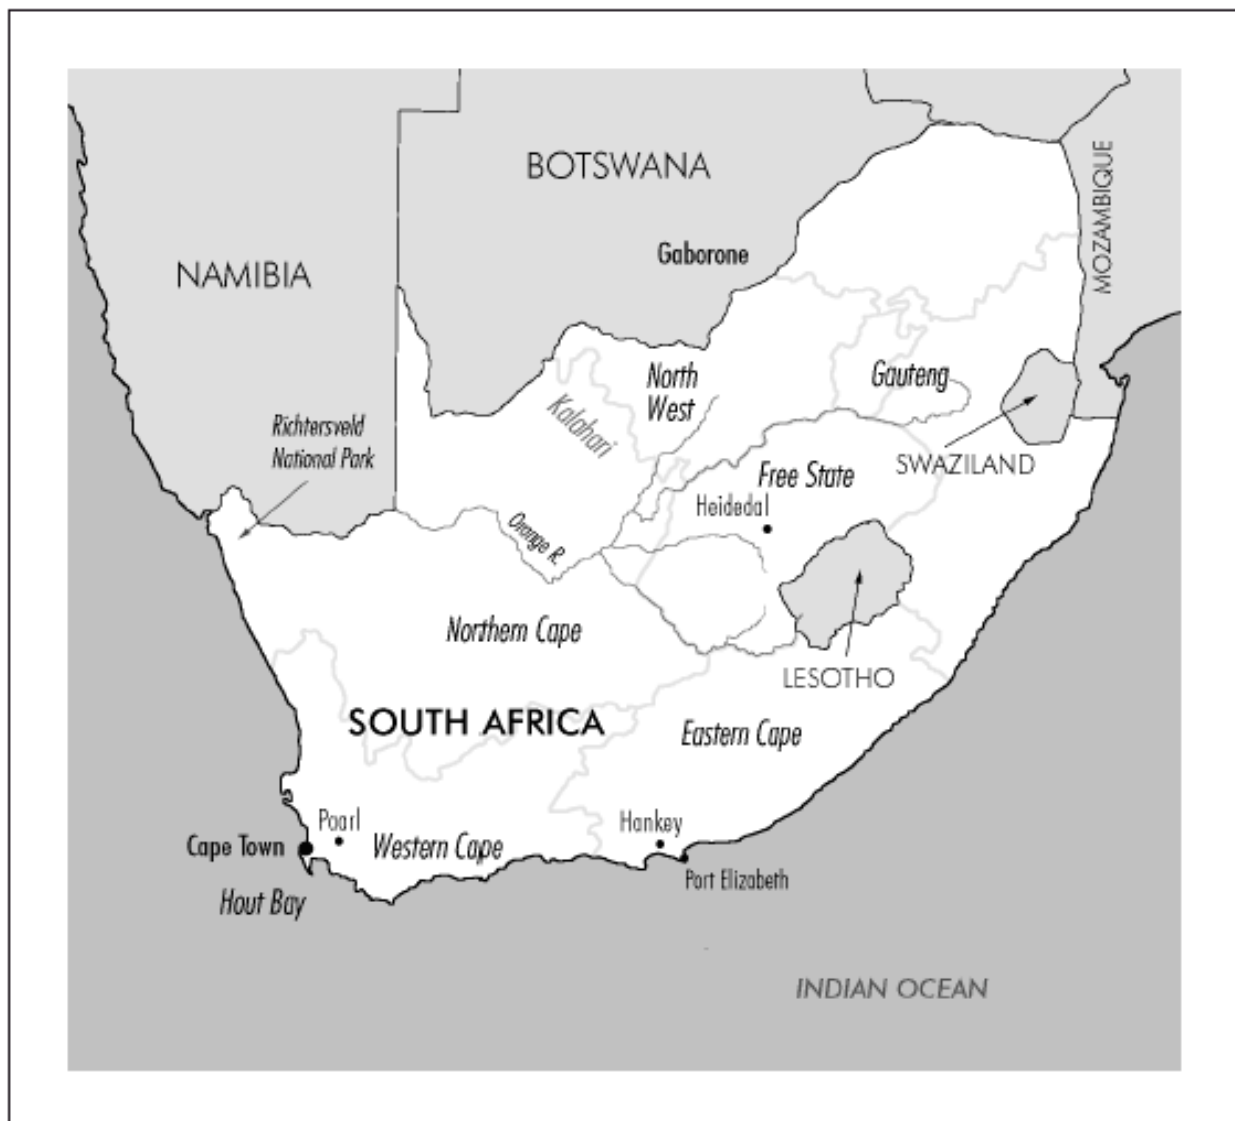 BOTSWANA
MOZAMBIQUE
Gaborone
NAMIBIA
North
West
Gauteng
Kalahari
Richtersveld
National Park
SWAZILAND
Free State
Heidedal
Orange R.
Northern Cape
LESOTHO
SOUTH AFRICA
Eastern Cape
Paarl
Hankey
Cape Town
Western Cape
Port Elizabeth
Hout Bay
INDIAN OCEAN